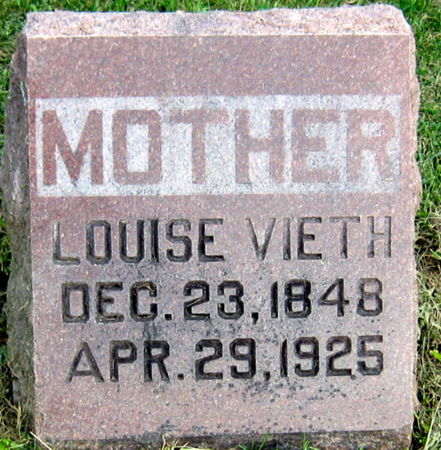 MOTHER
LOUISE VIETH
DEC. 23, 1848
APR. 29, 1925